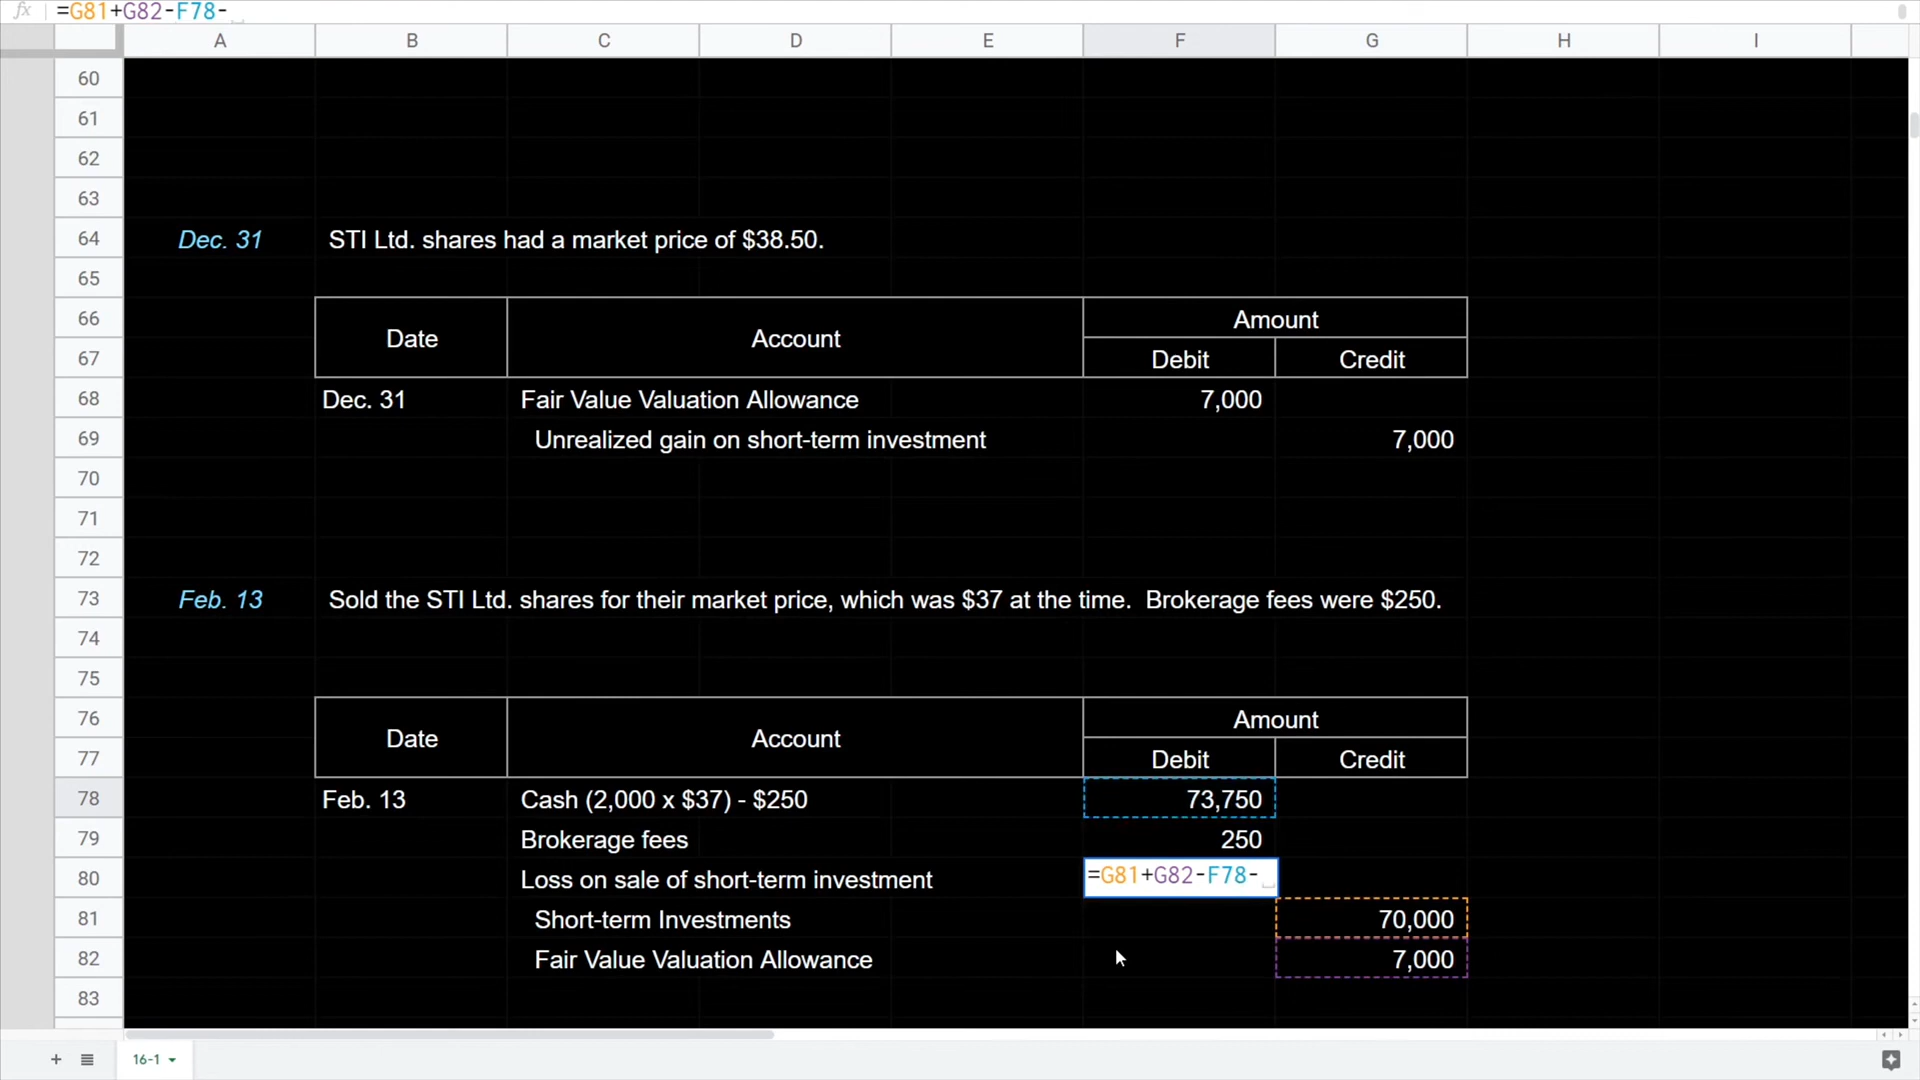 fx =G81+G82-F78-
A B C D E F G H I
60
61
62
63
64 Dec. 31 STI Ltd. shares had a market price of $38.50.
65
66 Date Account Amount
67 Debit Credit
68 Dec. 31 Fair Value Valuation Allowance 7,000
69 Unrealized gain on short-term investment 7,000
70
71
72
73 Feb. 13 Sold the STI Ltd. shares for their market price, which was $37 at the time. Brokerage fees were $250.
74
75
76 Date Account Amount
77 Debit Credit
78 Feb. 13 Cash (2,000 x $37) - $250 73,750
79 Brokerage fees 250
80 Loss on sale of short-term investment =G81+G82-F78-
81 Short-term Investments 70,000
82 Fair Value Valuation Allowance 7,000
83
16-1